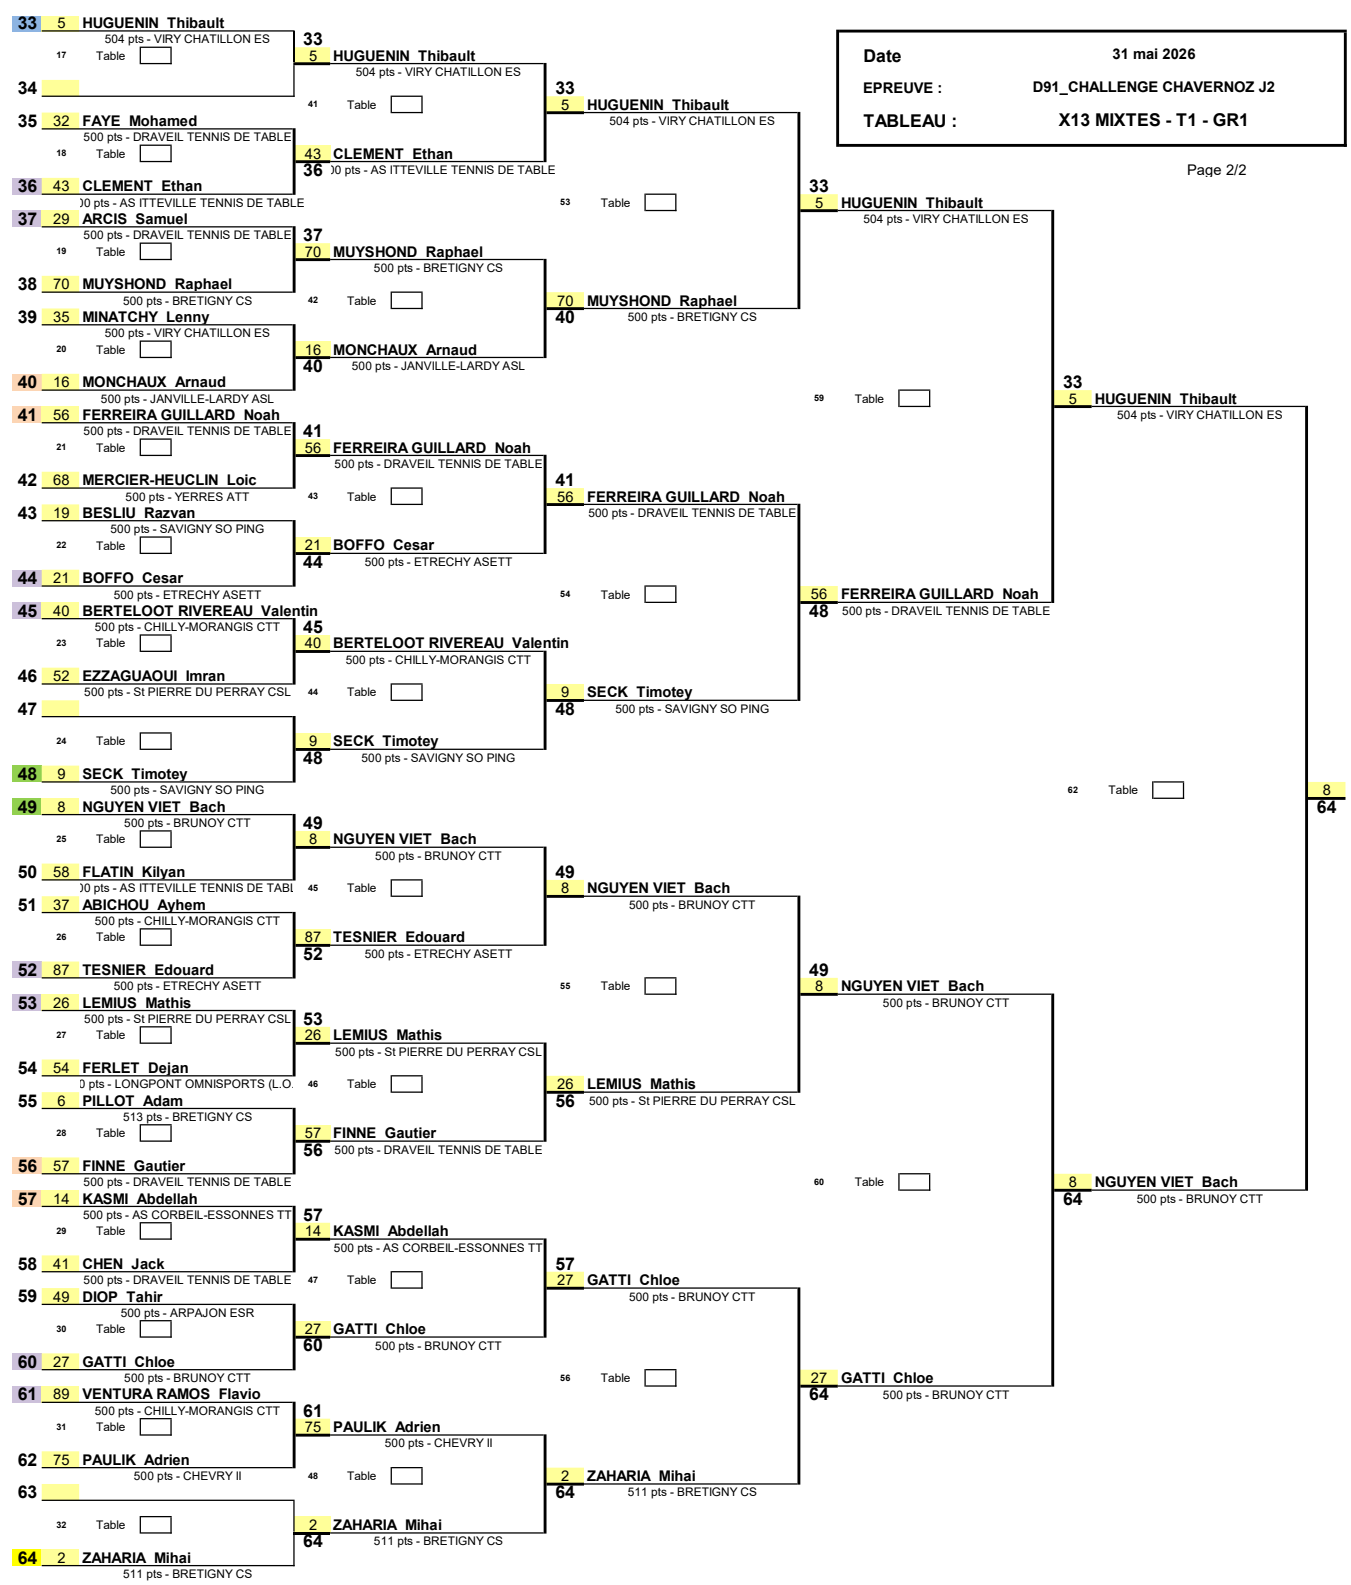 33 5 HUGUENIN Thibault
504 pts - VIRY CHATILLON ES
17 Table
34
35 32 FAYE Mohamed
500 pts - DRAVEIL TENNIS DE TABLE
18 Table
36 43 CLEMENT Ethan
00 pts - AS ITTEVILLE TENNIS DE TABLE
37 29 ARCIS Samuel
500 pts - DRAVEIL TENNIS DE TABLE
19 Table
38 70 MUYSHOND Raphael
500 pts - BRETIGNY CS
39 35 MINATCHY Lenny
500 pts - VIRY CHATILLON ES
20 Table
40 16 MONCHAUX Arnaud
500 pts - JANVILLE-LARDY ASL
41 56 FERREIRA GUILLARD Noah
500 pts - DRAVEIL TENNIS DE TABLE
21 Table
42 68 MERCIER-HEUCLIN Loic
500 pts - YERRES ATT
43 19 BESLIU Razvan
500 pts - SAVIGNY SO PING
22 Table
44 21 BOFFO Cesar
500 pts - ETRECHY ASETT
45 40 BERTELOOT RIVEREAU Valentin
500 pts - CHILLY-MORANGIS CTT
23 Table
46 52 EZZAGUAOUI Imran
500 pts - St PIERRE DU PERRAY CSL
47
24 Table
48 9 SECK Timotey
500 pts - SAVIGNY SO PING
49 8 NGUYEN VIET Bach
500 pts - BRUNOY CTT
25 Table
50 58 FLATIN Kilyan
00 pts - AS ITTEVILLE TENNIS DE TABL
51 37 ABICHOU Ayhem
500 pts - CHILLY-MORANGIS CTT
26 Table
52 87 TESNIER Edouard
500 pts - ETRECHY ASETT
53 26 LEMIUS Mathis
500 pts - St PIERRE DU PERRAY CSL
27 Table
54 54 FERLET Dejan
0 pts - LONGPONT OMNISPORTS (L.O.
55 6 PILLOT Adam
513 pts - BRETIGNY CS
28 Table
56 57 FINNE Gautier
500 pts - DRAVEIL TENNIS DE TABLE
57 14 KASMI Abdellah
500 pts - AS CORBEIL-ESSONNES TT
29 Table
58 41 CHEN Jack
500 pts - DRAVEIL TENNIS DE TABLE
59 49 DIOP Tahir
500 pts - ARPAJON ESR
30 Table
60 27 GATTI Chloe
500 pts - BRUNOY CTT
61 89 VENTURA RAMOS Flavio
500 pts - CHILLY-MORANGIS CTT
31 Table
62 75 PAULIK Adrien
500 pts - CHEVRY II
63
32 Table
64 2 ZAHARIA Mihai
511 pts - BRETIGNY CS
33
5 HUGUENIN Thibault
504 pts - VIRY CHATILLON ES
41 Table
43 CLEMENT Ethan
36 00 pts - AS ITTEVILLE TENNIS DE TABLE
37
70 MUYSHOND Raphael
500 pts - BRETIGNY CS
42 Table
16 MONCHAUX Arnaud
40 500 pts - JANVILLE-LARDY ASL
41
56 FERREIRA GUILLARD Noah
500 pts - DRAVEIL TENNIS DE TABLE
43 Table
21 BOFFO Cesar
44 500 pts - ETRECHY ASETT
45
40 BERTELOOT RIVEREAU Valentin
500 pts - CHILLY-MORANGIS CTT
44 Table
9 SECK Timotey
48 500 pts - SAVIGNY SO PING
49
8 NGUYEN VIET Bach
500 pts - BRUNOY CTT
45 Table
87 TESNIER Edouard
52 500 pts - ETRECHY ASETT
53
26 LEMIUS Mathis
500 pts - St PIERRE DU PERRAY CSL
46 Table
57 FINNE Gautier
56 500 pts - DRAVEIL TENNIS DE TABLE
57
14 KASMI Abdellah
500 pts - AS CORBEIL-ESSONNES TT
47 Table
27 GATTI Chloe
60 500 pts - BRUNOY CTT
61
75 PAULIK Adrien
500 pts - CHEVRY II
48 Table
2 ZAHARIA Mihai
64 511 pts - BRETIGNY CS
33
5 HUGUENIN Thibault
504 pts - VIRY CHATILLON ES
53 Table
70 MUYSHOND Raphael
40 500 pts - BRETIGNY CS
41
56 FERREIRA GUILLARD Noah
500 pts - DRAVEIL TENNIS DE TABLE
54 Table
9 SECK Timotey
48 500 pts - SAVIGNY SO PING
49
8 NGUYEN VIET Bach
500 pts - BRUNOY CTT
55 Table
26 LEMIUS Mathis
56 500 pts - St PIERRE DU PERRAY CSL
57
27 GATTI Chloe
500 pts - BRUNOY CTT
56 Table
2 ZAHARIA Mihai
64 511 pts - BRETIGNY CS
Date 31 mai 2026
EPREUVE : D91_CHALLENGE CHAVERNOZ J2
TABLEAU : X13 MIXTES - T1 - GR1
Page 2/2
33
5 HUGUENIN Thibault
504 pts - VIRY CHATILLON ES
59 Table
56 FERREIRA GUILLARD Noah
48 500 pts - DRAVEIL TENNIS DE TABLE
49
8 NGUYEN VIET Bach
500 pts - BRUNOY CTT
60 Table
27 GATTI Chloe
64 500 pts - BRUNOY CTT
33
5 HUGUENIN Thibault
504 pts - VIRY CHATILLON ES
62 Table
8 NGUYEN VIET Bach
64 500 pts - BRUNOY CTT
8
64